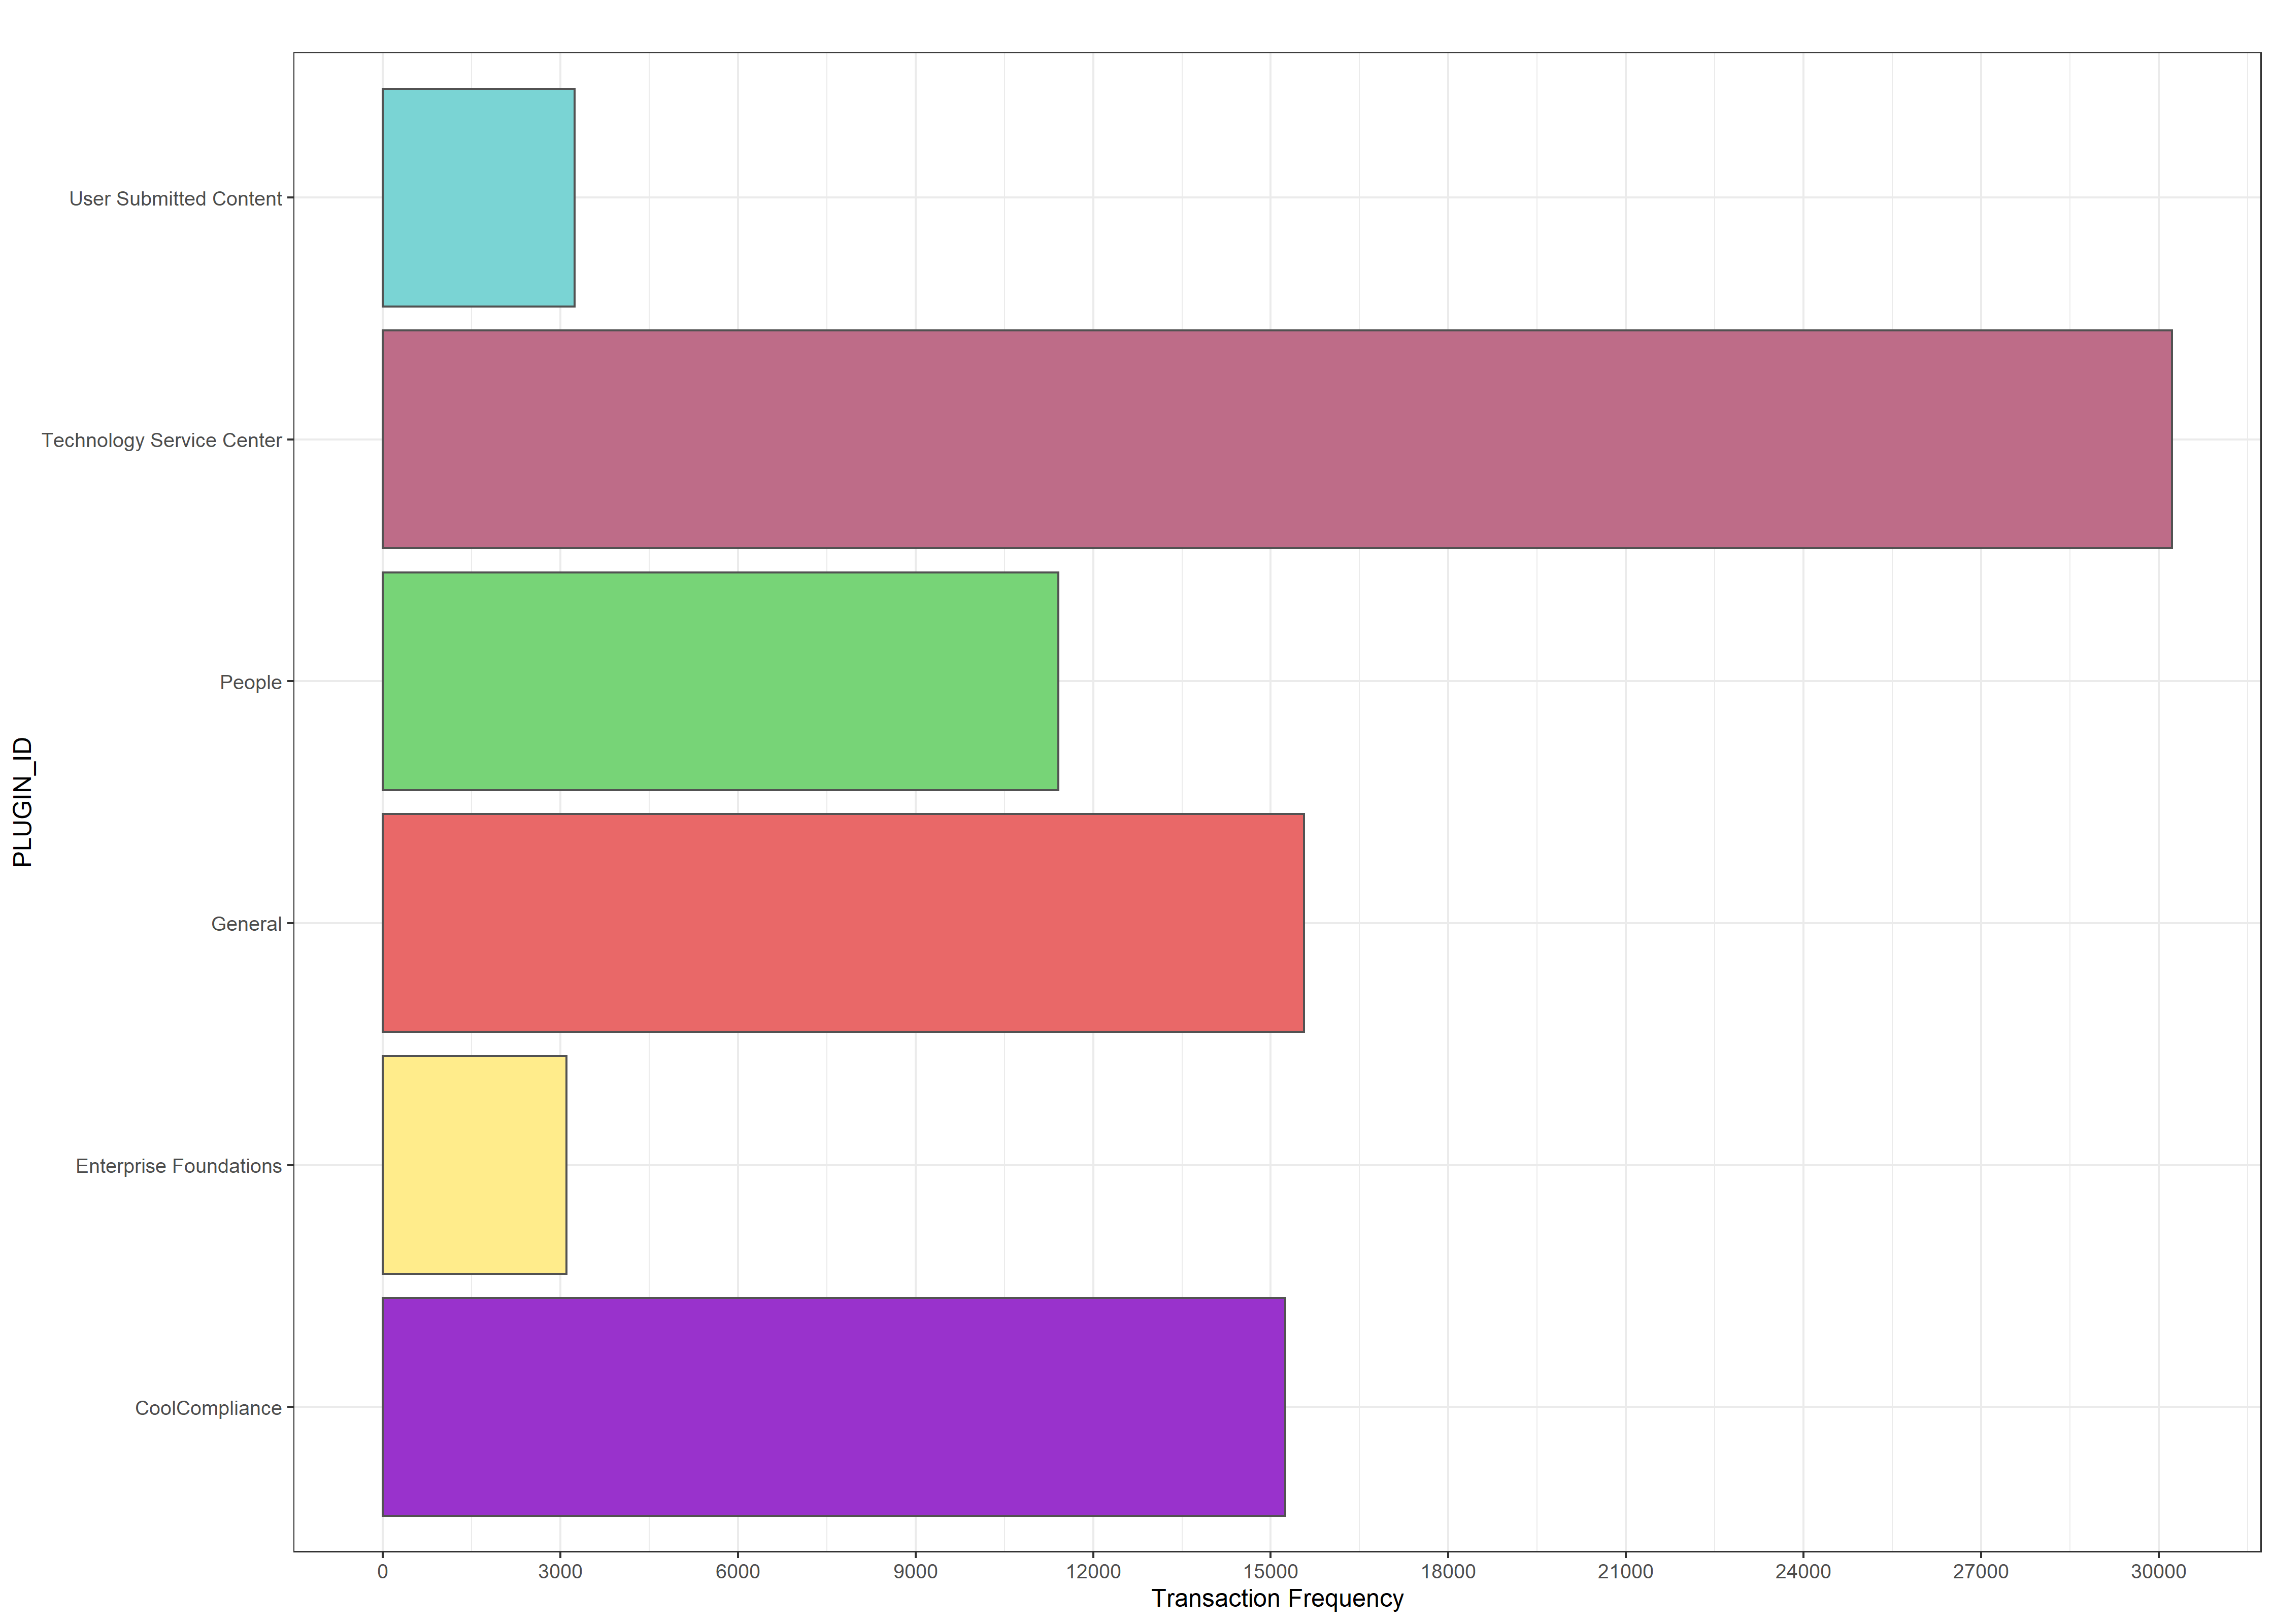 User Submitted Content
Technology Service Center
People
General
Enterprise Foundations
CoolCompliance
PLUGIN_ID
0 3000 6000 9000 12000 15000 18000 21000 24000 27000 30000
Transaction Frequency